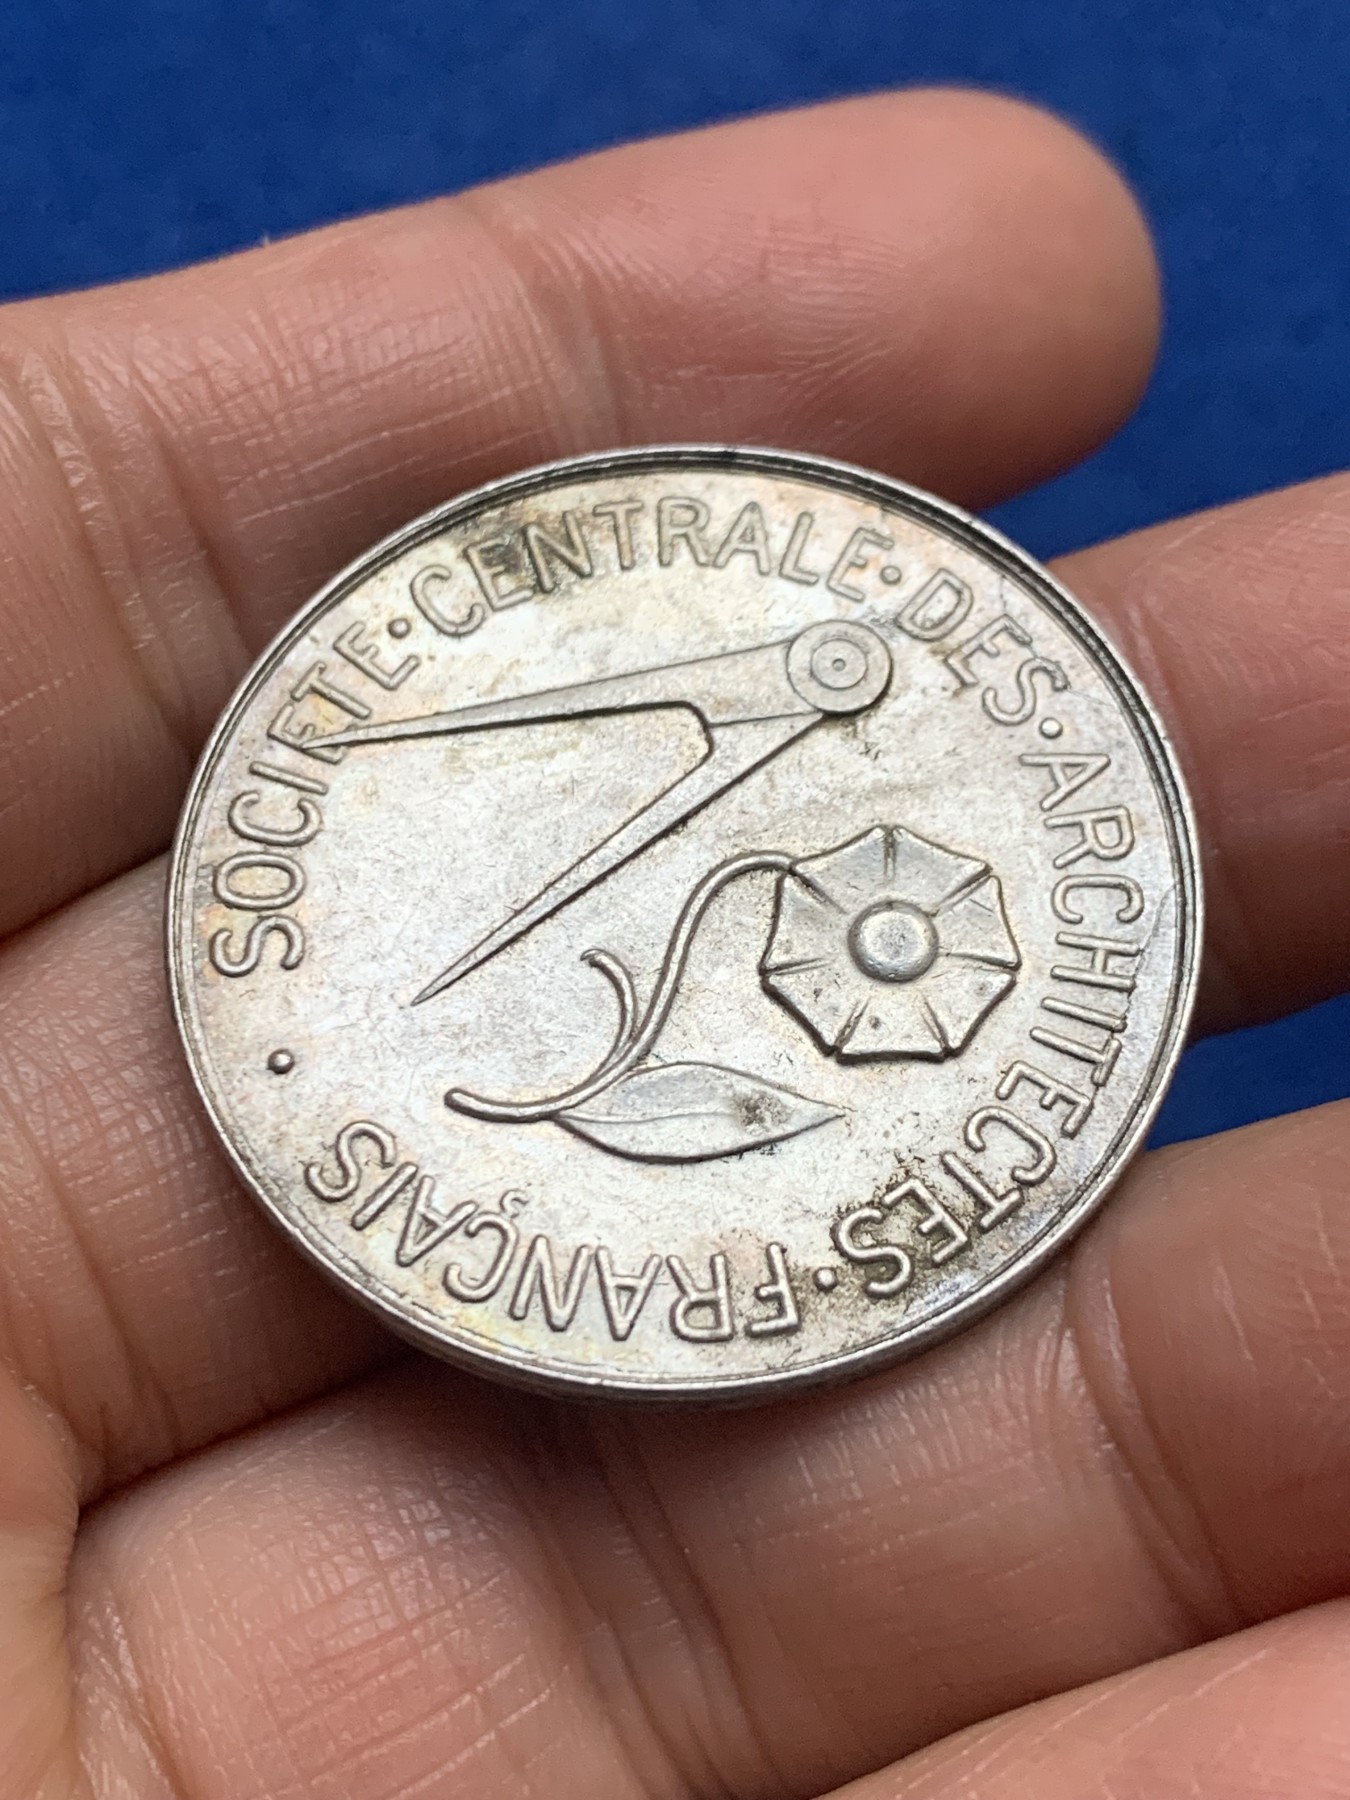 SOCIETE · CENTRALE · DES · ARCHITECTES · FRANÇAIS ·